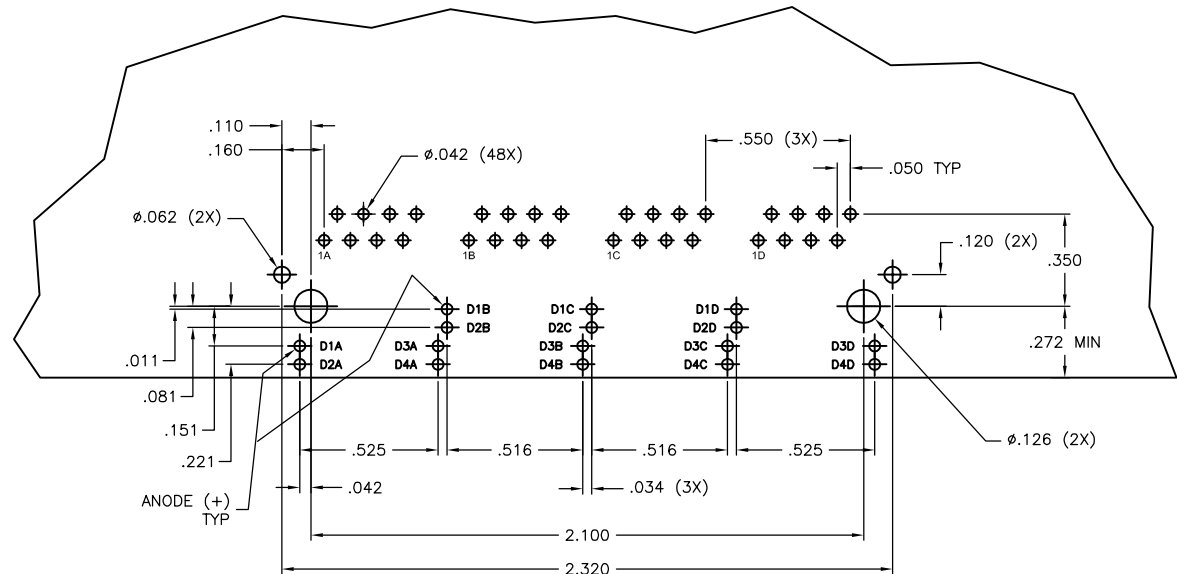 .110
.160
ø.042 (48X)
.550 (3X)
.050 TYP
ø.062 (2X)
1A
1B
1C
1D
.120 (2X)
.350
D1B
D1C
D1D
D2B
D2C
D2D
.011
D1A
D3A
D3B
D3C
D3D
.272 MIN
D2A
D4A
D4B
D4C
D4D
.081
.151
.221
.525
.516
.516
.525
ø.126 (2X)
ANODE (+)
TYP
.042
.034 (3X)
2.100
2.320